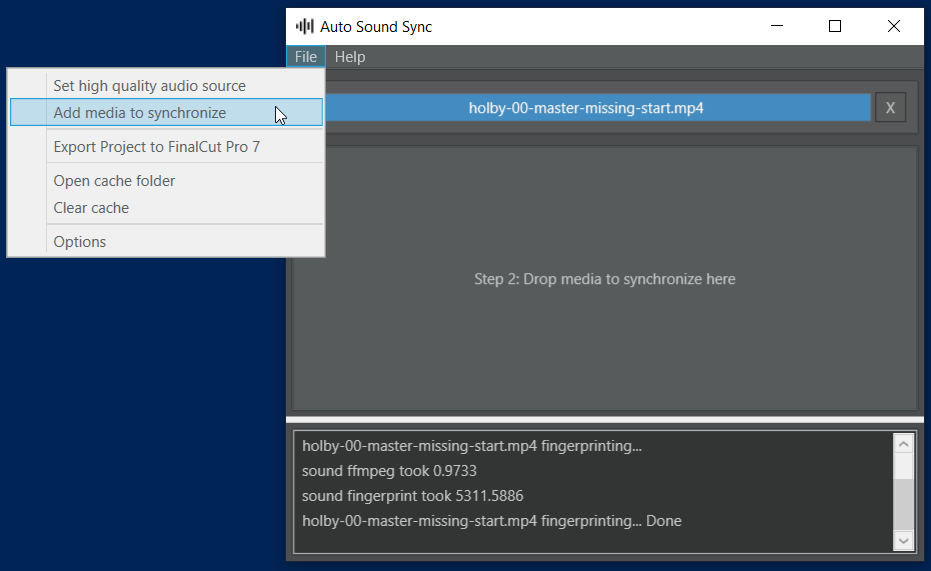 Auto Sound Sync
File Help
Set high quality audio source
Add media to synchronize
Export Project to FinalCut Pro 7
Open cache folder
Clear cache
Options
holby-00-master-missing-start.mp4 X
Step 2: Drop media to synchronize here
holby-00-master-missing-start.mp4 fingerprinting...
sound ffmpeg took 0.9733
sound fingerprint took 5311.5886
holby-00-master-missing-start.mp4 fingerprinting... Done